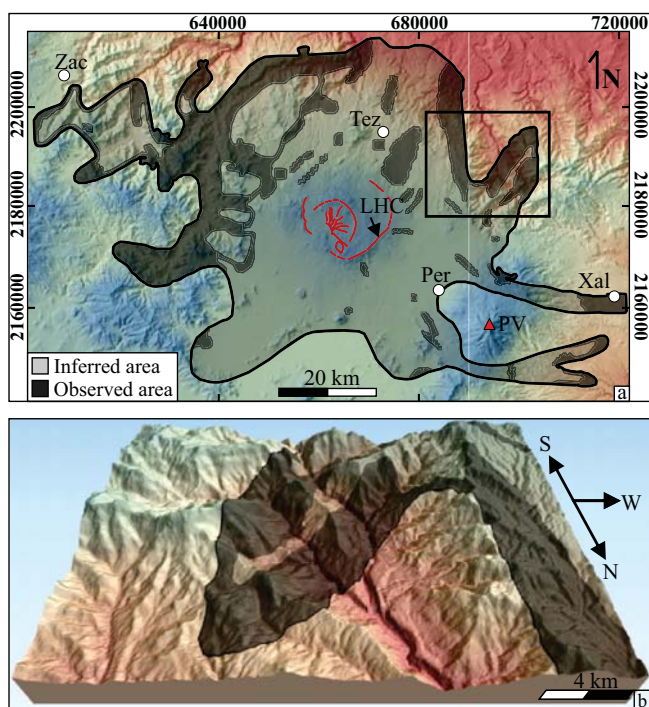 640000 680000 720000
Zac
N
2200000 2200000
Tez
2180000 2180000
LHC
Per Xal
2160000 2160000
PV
Inferred area
Observed area
20 km
a
S
W
N
4 km
b